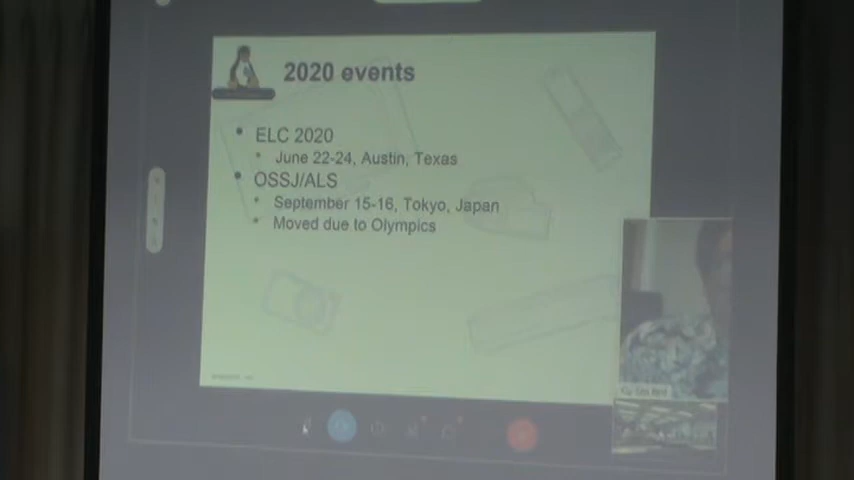 2020 events
• ELC 2020
• June 22-24, Austin, Texas
• OSSJ/ALS
• September 15-16, Tokyo, Japan
• Moved due to Olympics